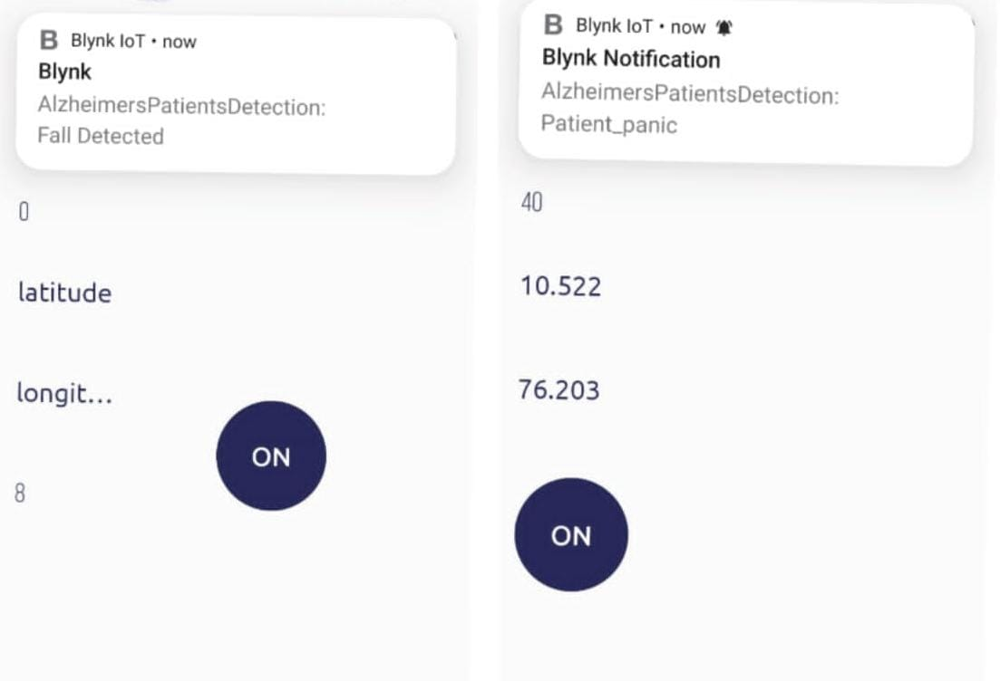 B Blynk IoT • now
Blynk
AlzheimersPatientsDetection:
Fall Detected
0
latitude
longit...
ON
8
B Blynk IoT • now
Blynk Notification
AlzheimersPatientsDetection:
Patient_panic
40
10.522
76.203
ON